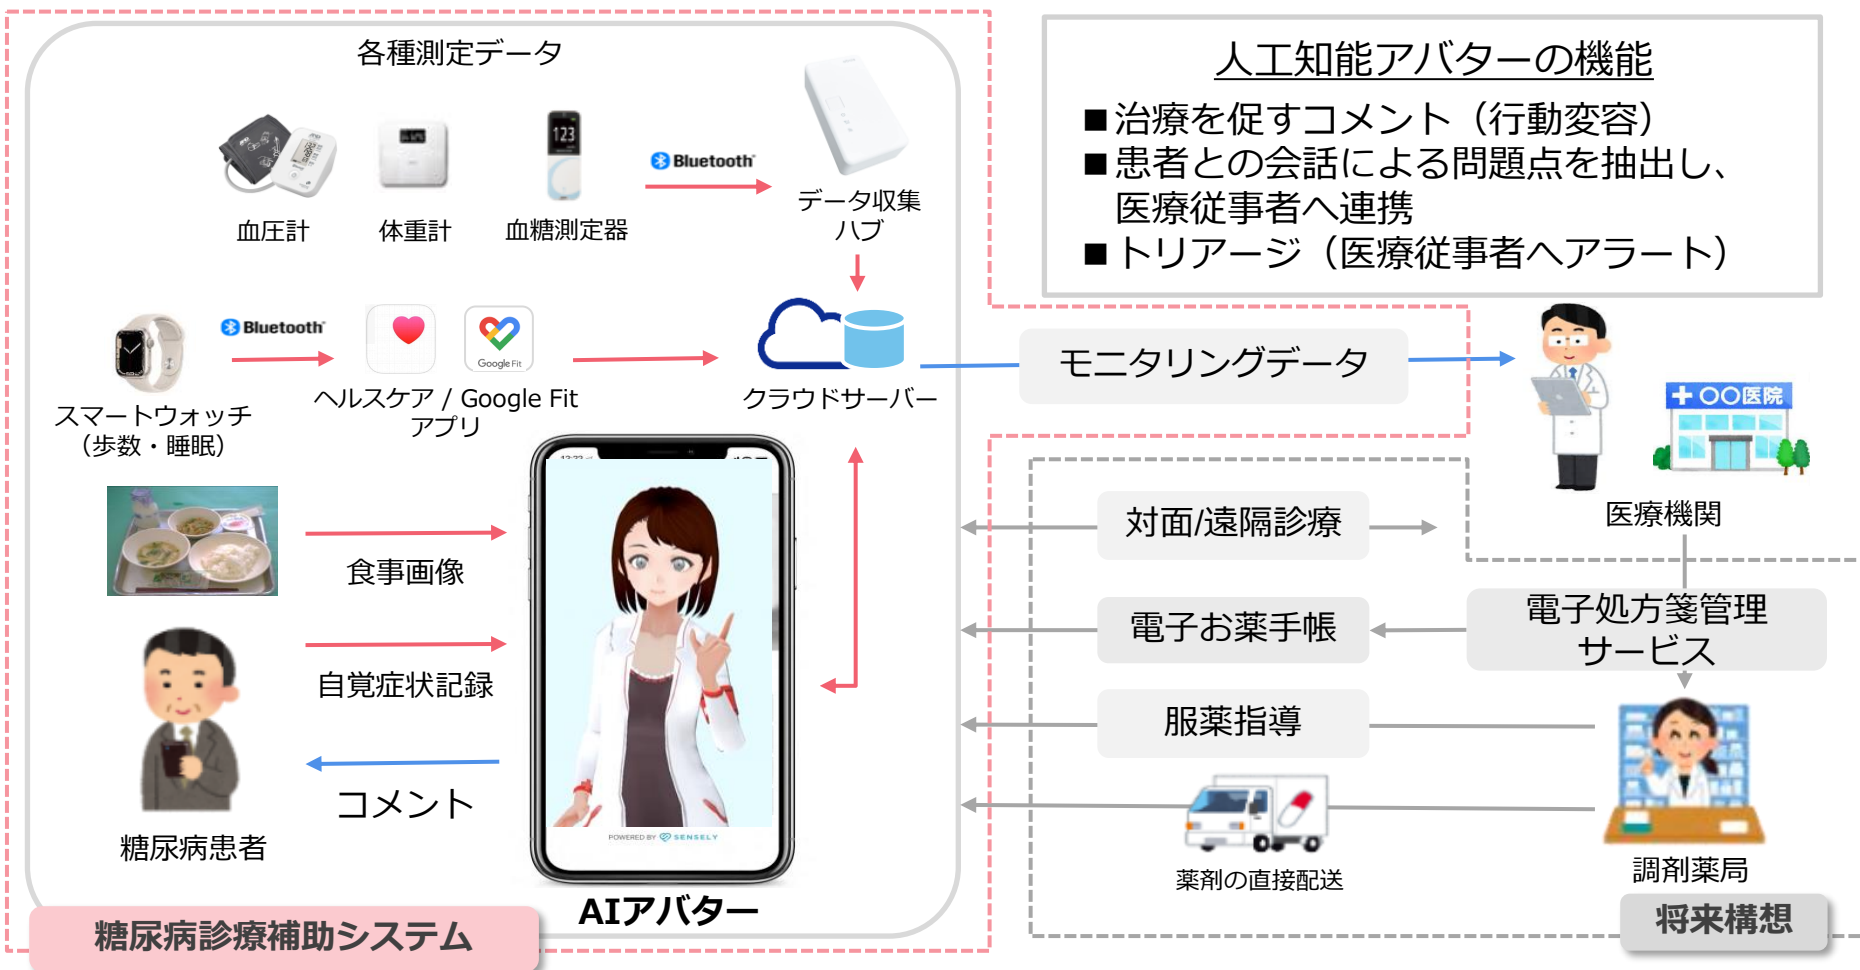 各種測定データ
人工知能アバターの機能
■治療を促すコメント（行動変容）
■患者との会話による問題点を抽出し、
医療従事者へ連携
■トリアージ（医療従事者へアラート）
123
Bluetooth
血圧計
体重計
血糖測定器
データ収集
ハブ
Bluetooth
Google Fit
スマートウォッチ
（歩数・睡眠）
ヘルスケア / Google Fit
アプリ
クラウドサーバー
モニタリングデータ
〇〇医院
医療機関
食事画像
自覚症状記録
コメント
糖尿病患者
POWERED BY SENSELY
AIアバター
対面/遠隔診療
電子お薬手帳
電子処方箋管理
サービス
服薬指導
薬剤の直接配送
調剤薬局
糖尿病診療補助システム
将来構想